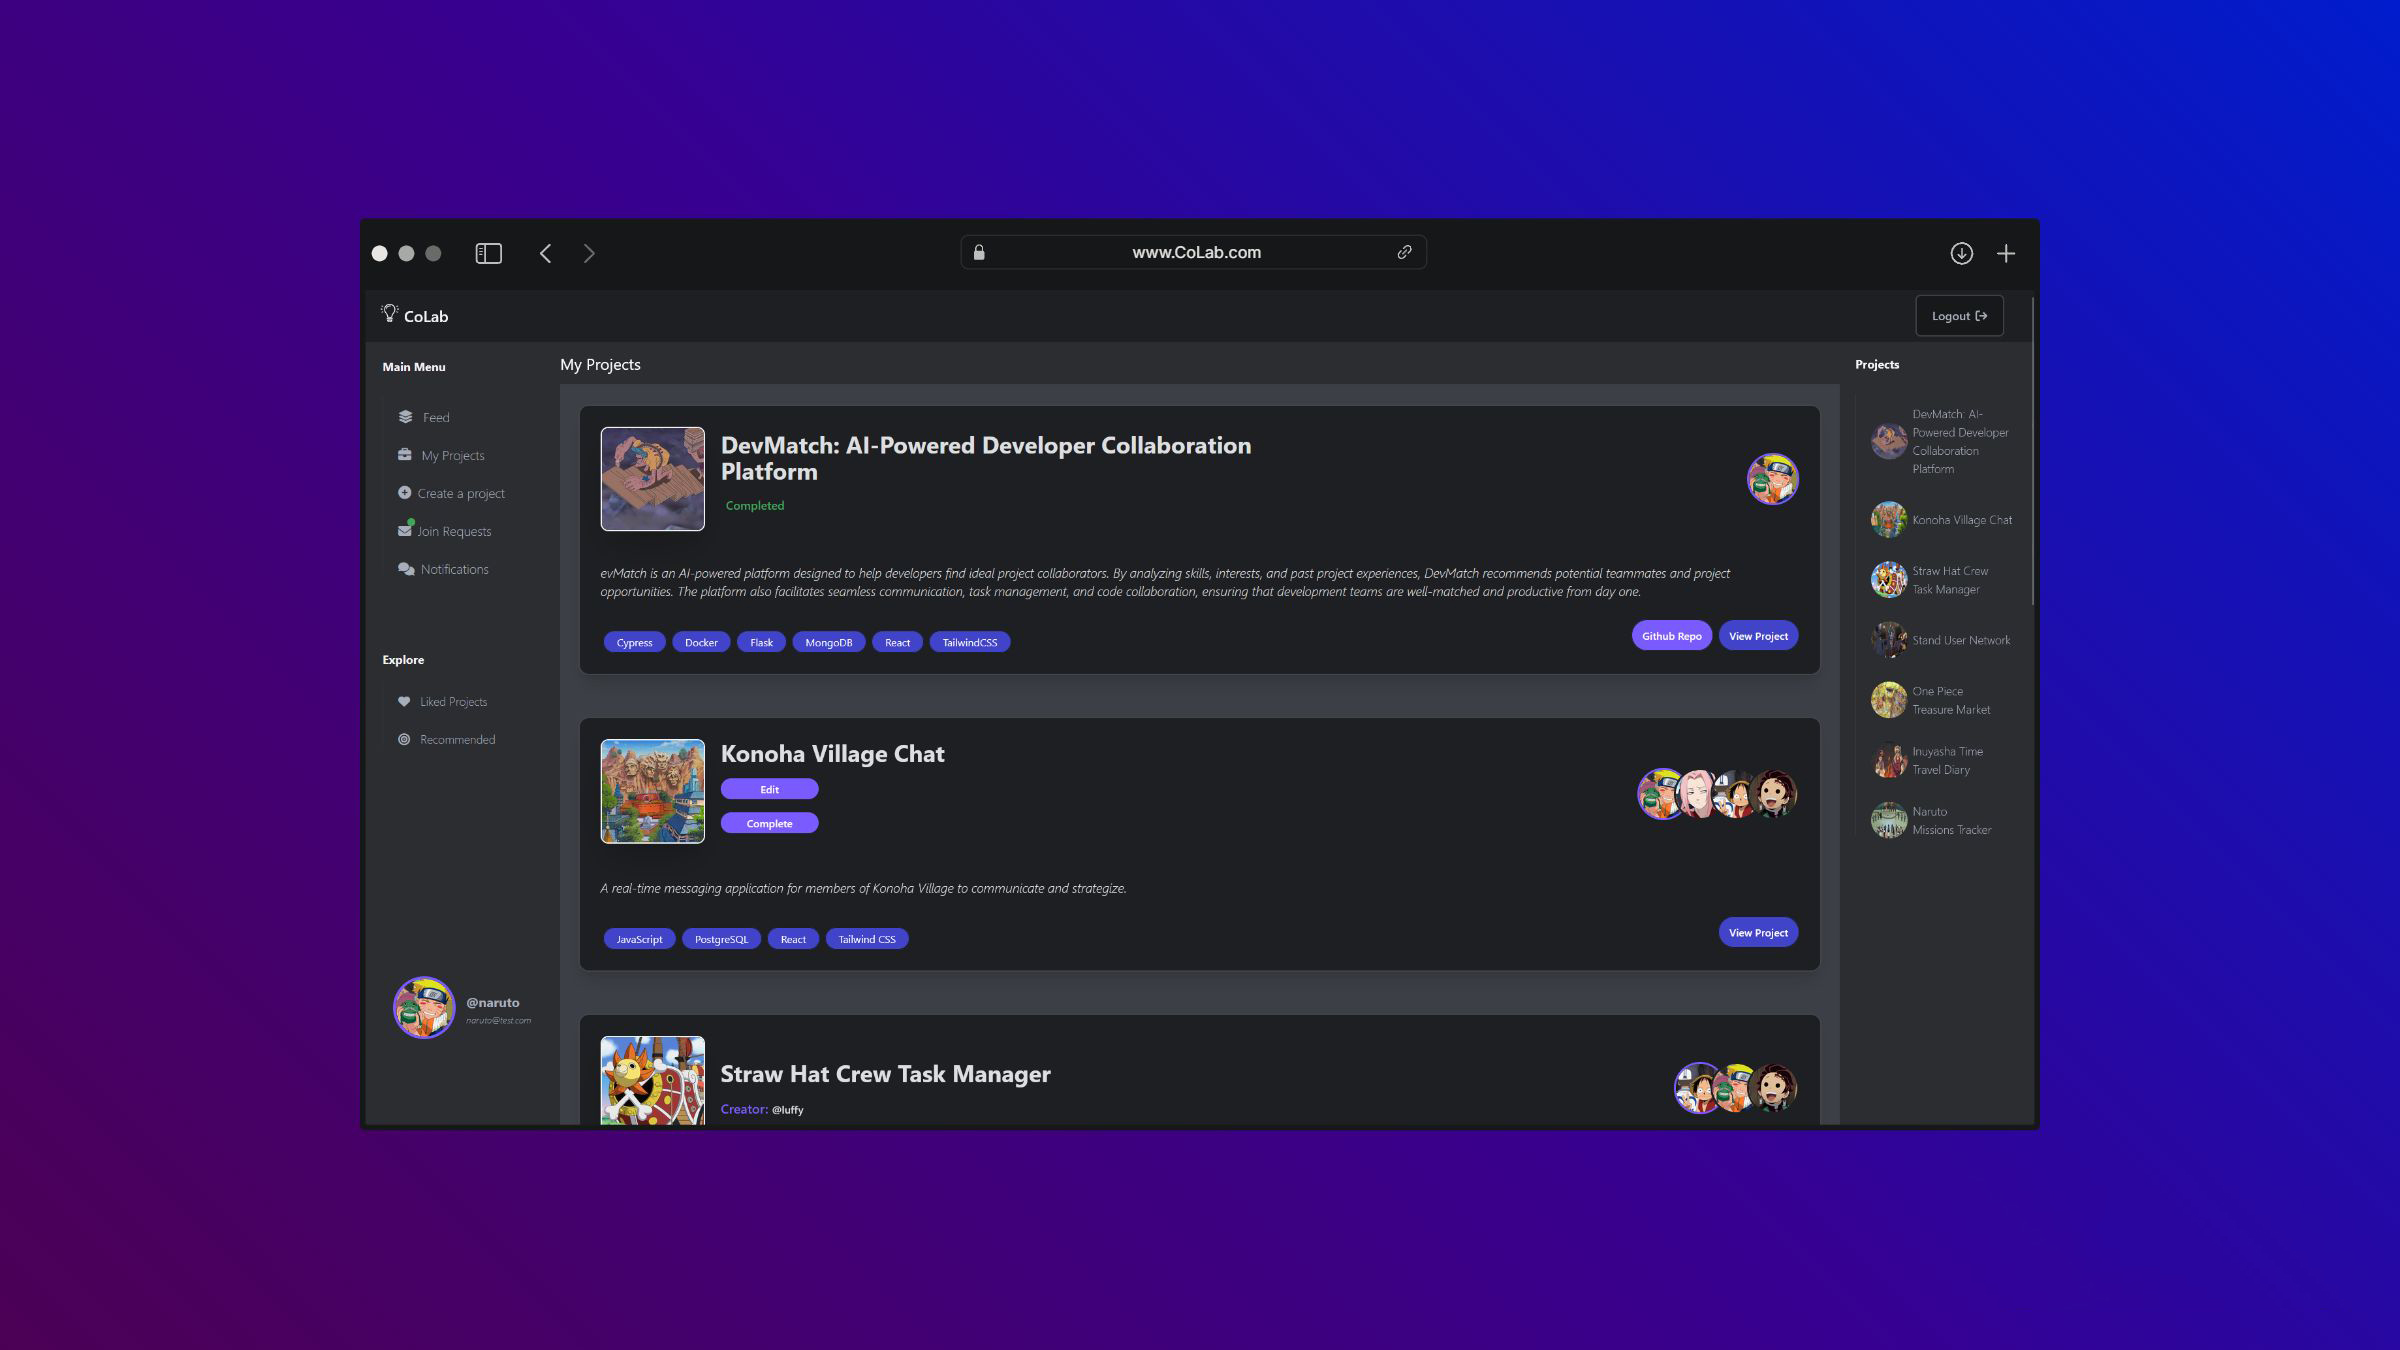 www.CoLab.com
CoLab
Logout
Main Menu
Feed
My Projects
Create a project
Join Requests
Notifications
Explore
Liked Projects
Recommended
@naruto
naruto@test.com
My Projects
DevMatch: AI-Powered Developer Collaboration
Platform
Completed
evMatch is an AI-powered platform designed to help developers find ideal project collaborators. By analyzing skills, interests, and past project experiences, DevMatch recommends potential teammates and project
opportunities. The platform also facilitates seamless communication, task management, and code collaboration, ensuring that development teams are well-matched and productive from day one.
Cypress Docker Flask MongoDB React TailwindCSS
Github Repo View Project
Konoha Village Chat
Edit
Complete
A real-time messaging application for members of Konoha Village to communicate and strategize.
JavaScript PostgreSQL React Tailwind CSS
View Project
Straw Hat Crew Task Manager
Creator: @luffy
Projects
DevMatch: AI-
Powered Developer
Collaboration
Platform
Konoha Village Chat
Straw Hat Crew
Task Manager
Stand User Network
One Piece
Treasure Market
Inuyasha Time
Travel Diary
Naruto
Missions Tracker